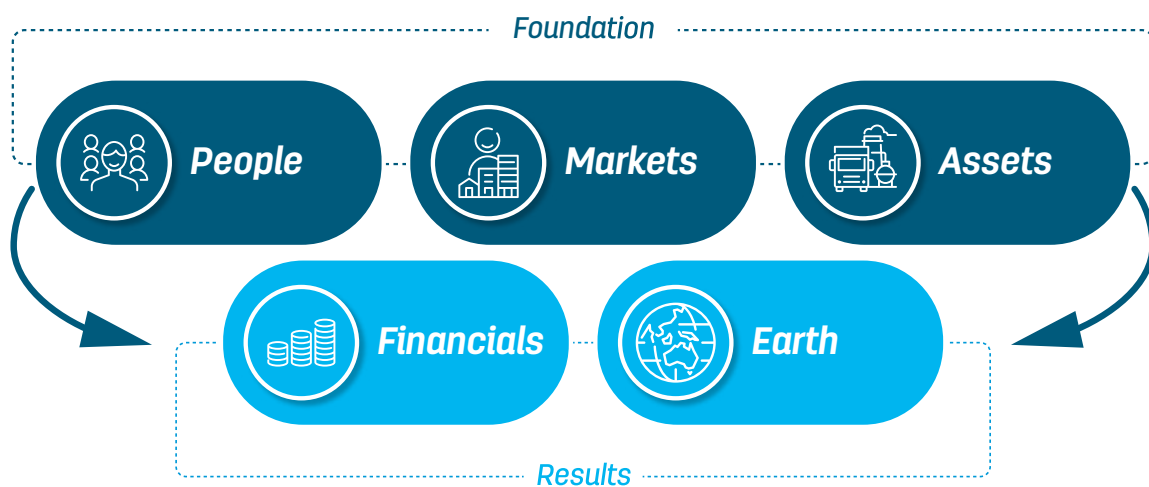 Foundation
People
Markets
Assets
Financials
Earth
Results